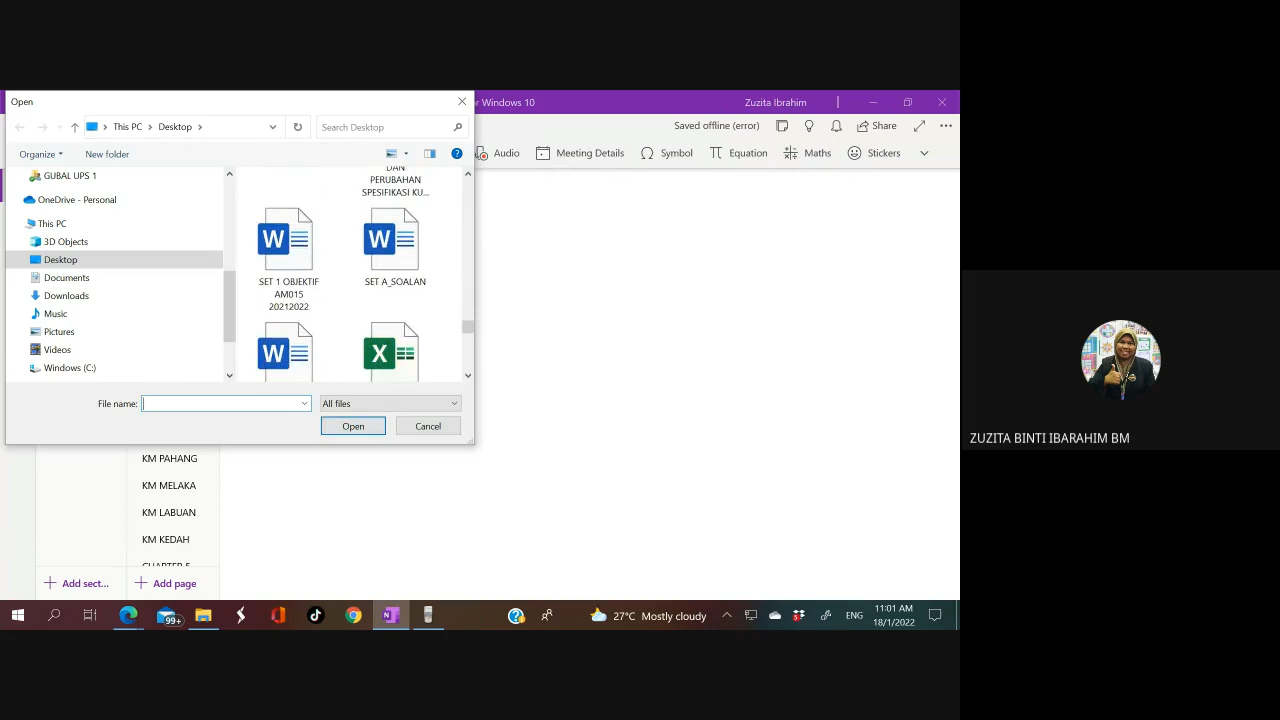 Open
r Windows 10
Zuzita Ibrahim
This PC
Desktop
Search Desktop
Saved offline (error)
Share
Organize
New folder
Audio
Meeting Details
Symbol
Equation
Maths
Stickers
GUBAL UPS 1
OneDrive - Personal
This PC
3D Objects
Desktop
Documents
Downloads
Music
Pictures
Videos
Windows (C:)
DAN
PERUBAHAN
SPESIFIKASI KU...
SET 1 OBJEKTIF
AM015
20212022
SET A_SOALAN
File name:
All files
Open
Cancel
KM PAHANG
KM MELAKA
KM LABUAN
KM KEDAH
CHAPTER 5
Add sect...
Add page
ZUZITA BINTI IBARAHIM BM
99+
27°C Mostly cloudy
ENG
11:01 AM
18/1/2022